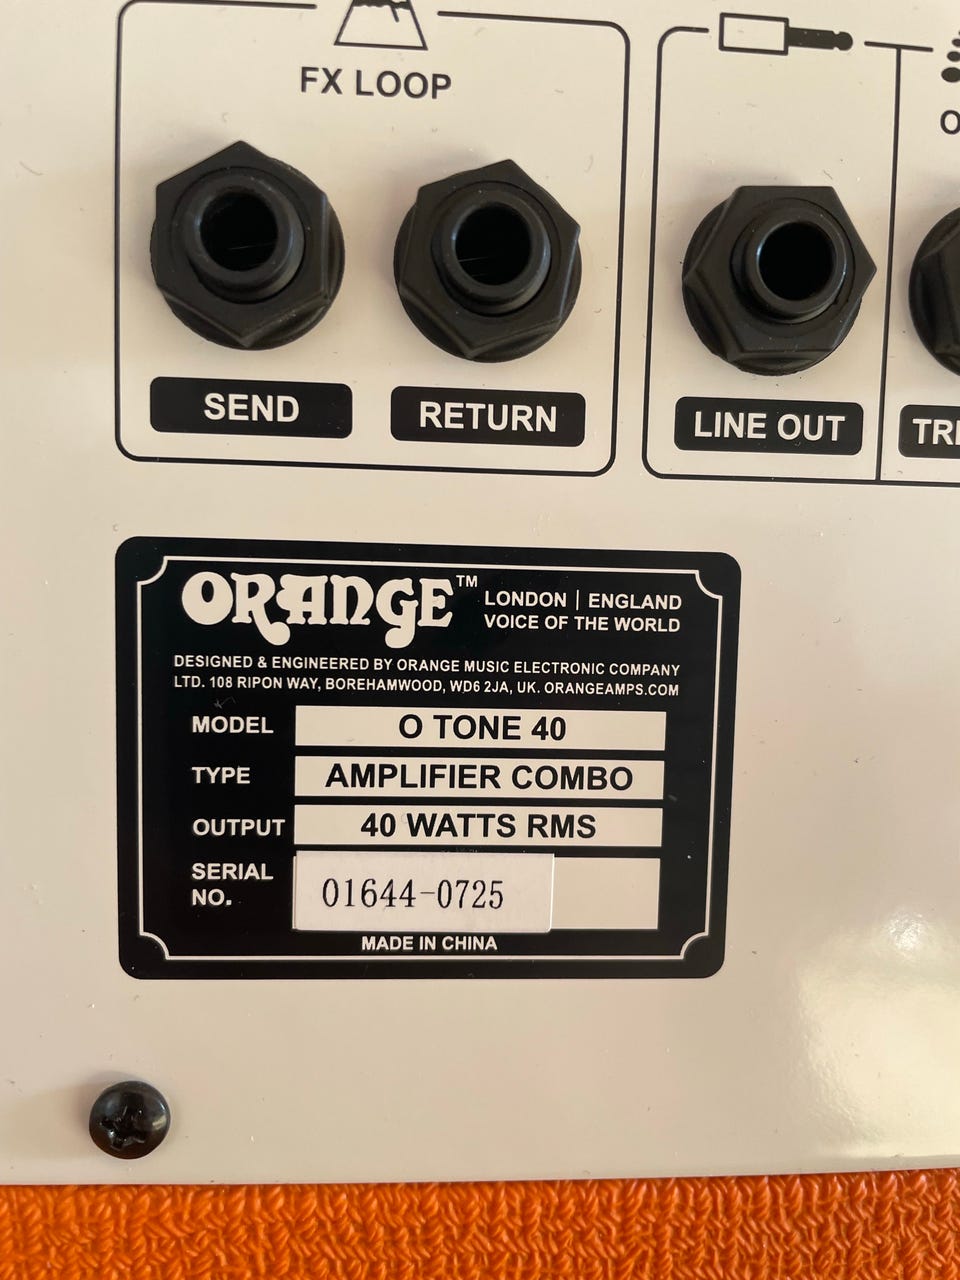 FX LOOP
SEND
RETURN
LINE OUT
ORANGE™
LONDON | ENGLAND
VOICE OF THE WORLD
DESIGNED & ENGINEERED BY ORANGE MUSIC ELECTRONIC COMPANY
LTD. 108 RIPON WAY, BOREHAMWOOD, WD6 2JA, UK. ORANGEAMPS.COM
MODEL O TONE 40
TYPE AMPLIFIER COMBO
OUTPUT 40 WATTS RMS
SERIAL
NO. 01644-0725
MADE IN CHINA